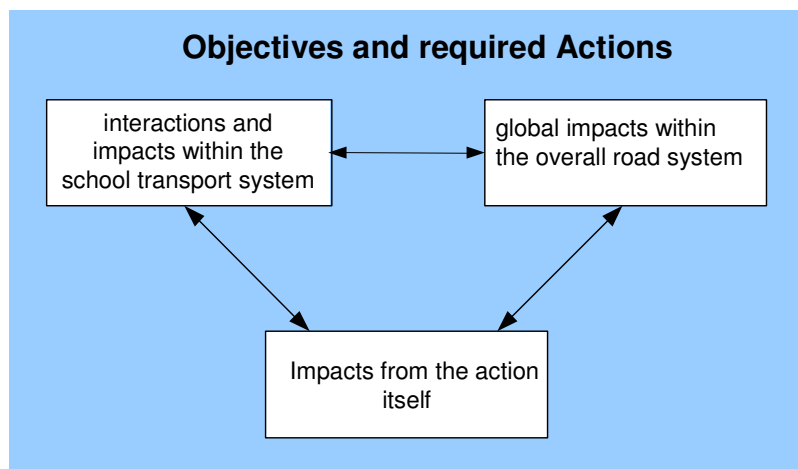 Objectives and required Actions
interactions and
impacts within the
school transport system
global impacts within
the overall road system
Impacts from the action
itself